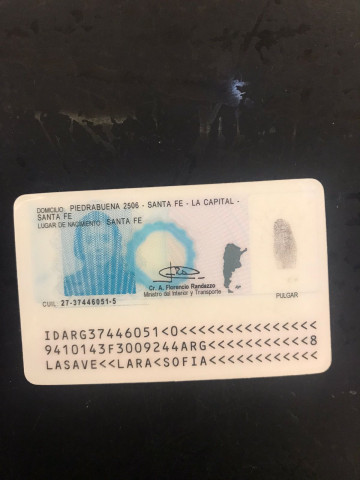 DOMICILIO: PIEDRABUENA 2506 - SANTA FE - LA CAPITAL -
SANTA FE
LUGAR DE NACIMIENTO: SANTA FE
Cr. A. Florencio Randazzo
Ministro del Interior y Transporte
PULGAR
CUIL 27-37446051-5
IDARG37446051<0<<<<<<<<<<<<<<<
9410143F3009244ARG<<<<<<<<<<<8
LASAVE<<LARA<SOFIA<<<<<<<<<<<<